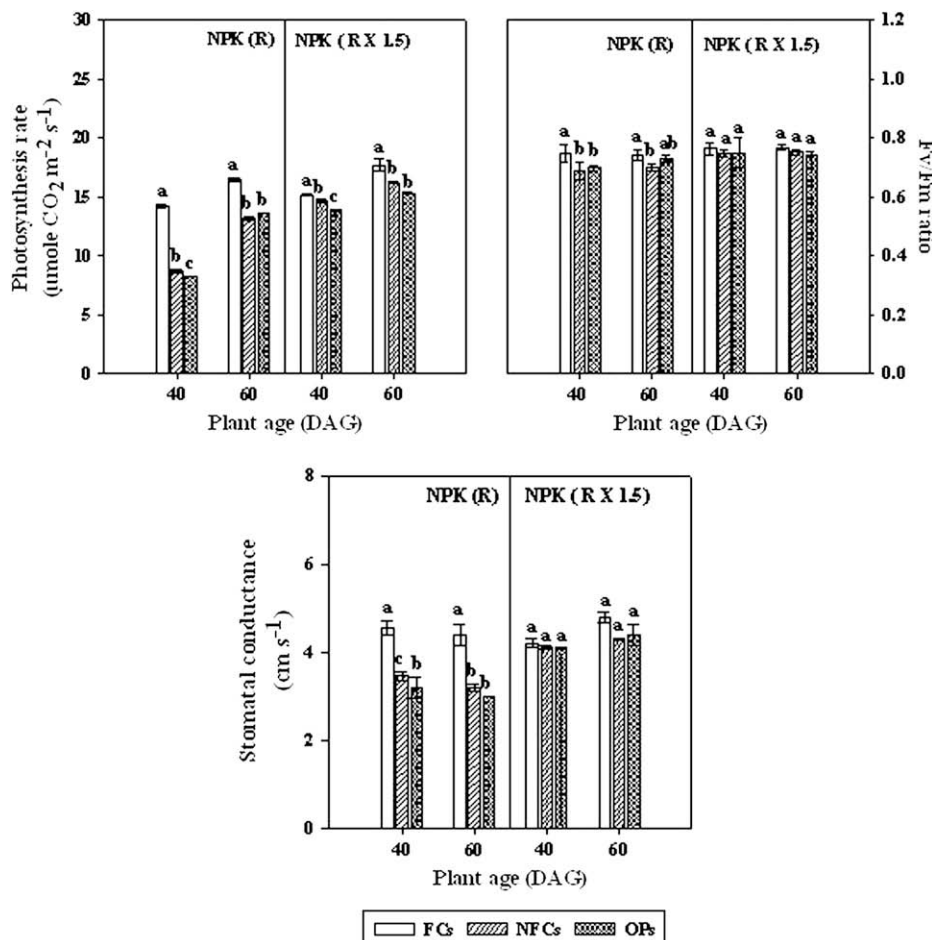 NPK (R) NPK ( R X 1.5)
Photosynthesis rate
(µmole CO2 m−2 s−1)
30
25
20
15
10
5
0
a b c a b b a b c a b b
40 60 40 60
Plant age (DAG)
NPK (R) NPK ( R X 1.5)
a b b a b ab a a a a a a
1.2
1.0
0.8
0.6
0.4
0.2
0.0
Fv/Fm ratio
40 60 40 60
Plant age (DAG)
NPK (R) NPK ( R X 1.5)
Stomatal conductance
(cm s−1)
8
6
4
2
0
a c b a b b a a a a a a
40 60 40 60
Plant age (DAG)
FCs NFCs OPs